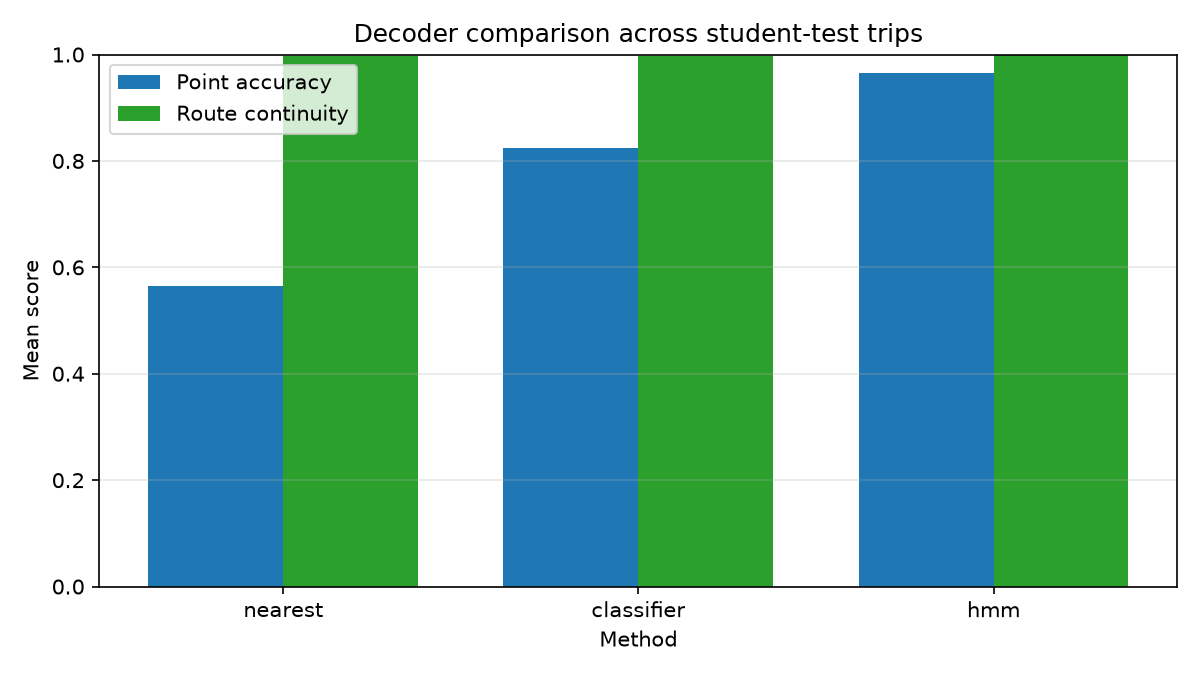 Decoder comparison across student-test trips
1.0
0.8
0.6
0.4
0.2
0.0
Mean score
Point accuracy
Route continuity
nearest classifier hmm
Method